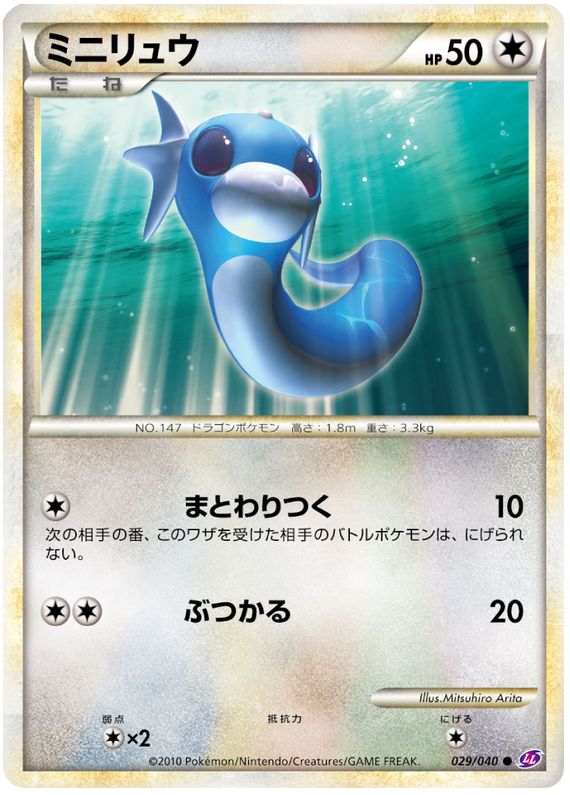 ミニリュウ HP50
たね
NO.147 ドラゴンポケモン 高さ：1.8m 重さ：3.3kg
まとわりつく 10
次の相手の番、このワザを受けた相手のバトルポケモンは、にげられ
ない。
ぶつかる 20
Illus.Mitsuhiro Arita
弱点 抵抗力 にげる
×2
©2010 Pokémon/Nintendo/Creatures/GAME FREAK. 029/040 ● LL